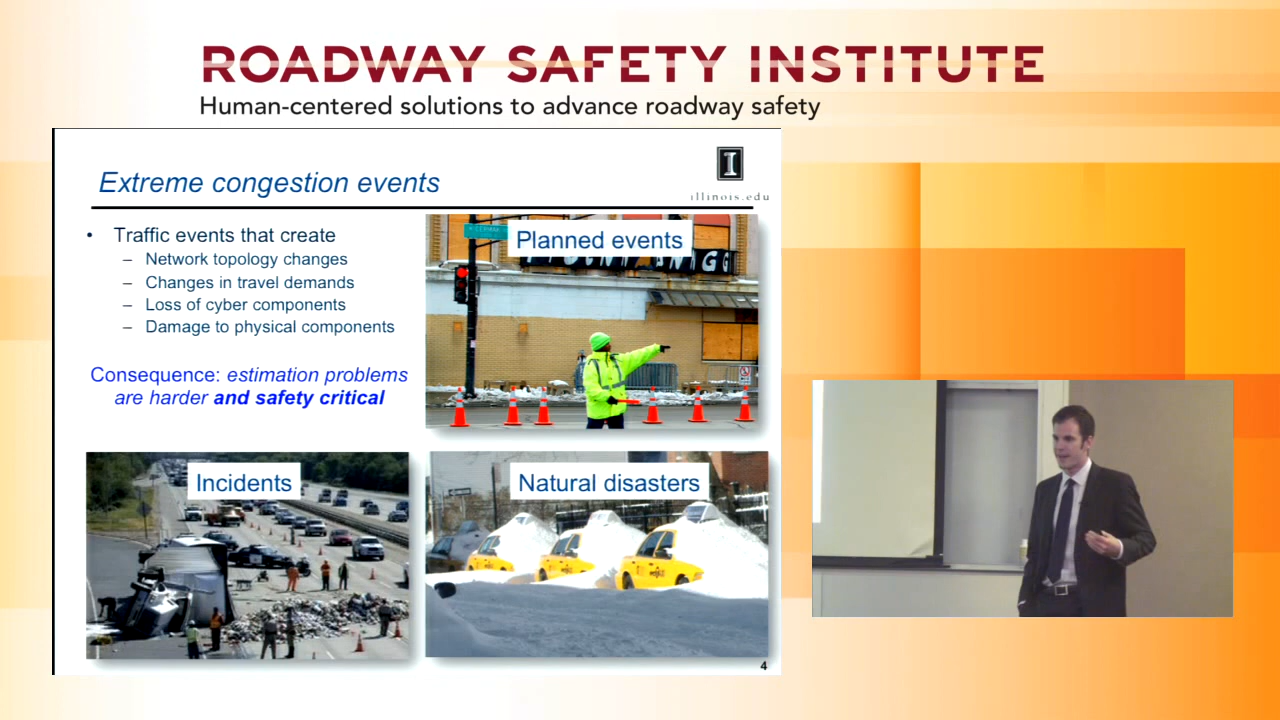 ROADWAY SAFETY INSTITUTE
Human-centered solutions to advance roadway safety
Extreme congestion events
I
illinois.edu
• Traffic events that create
– Network topology changes
– Changes in travel demands
– Loss of cyber components
– Damage to physical components
Consequence: estimation problems
are harder and safety critical
Planned events
Incidents
Natural disasters
4